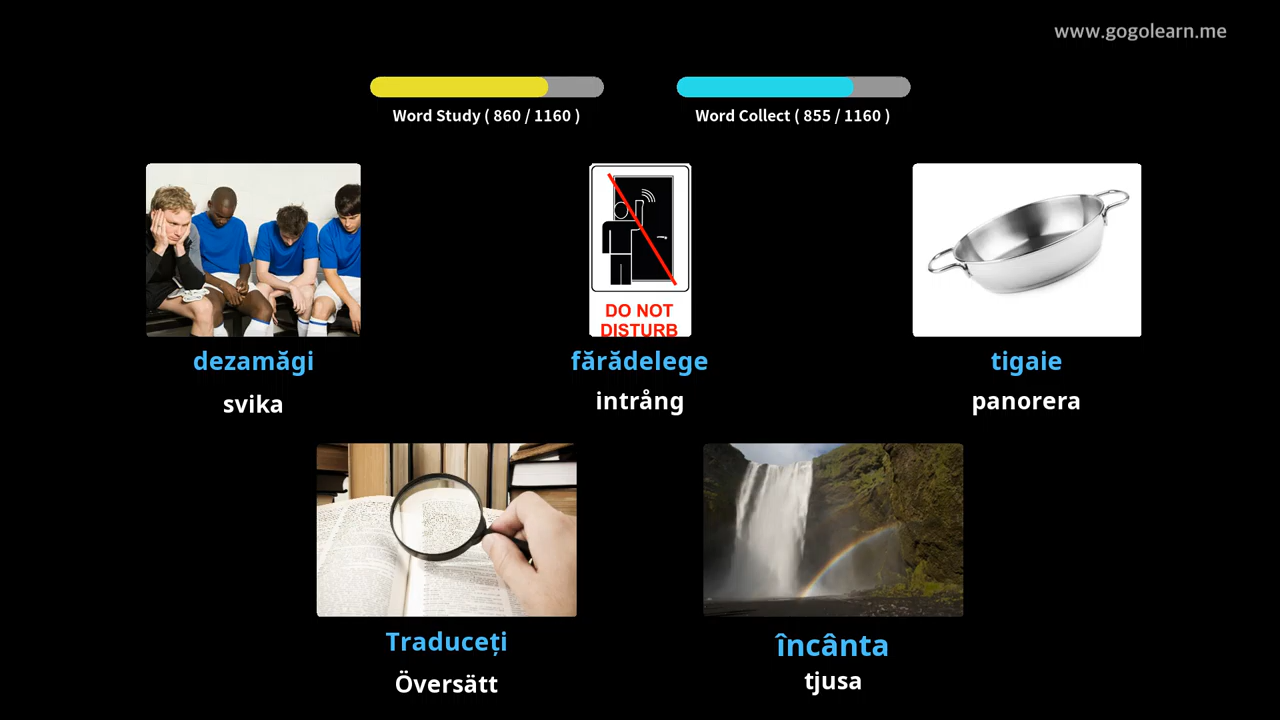 www.gogolearn.me
Word Study ( 860 / 1160 )
Word Collect ( 855 / 1160 )
DO NOT
DISTURB
dezamăgi
svika
fărădelege
intrång
tigaie
panorera
Traduceți
Översätt
încânta
tjusa